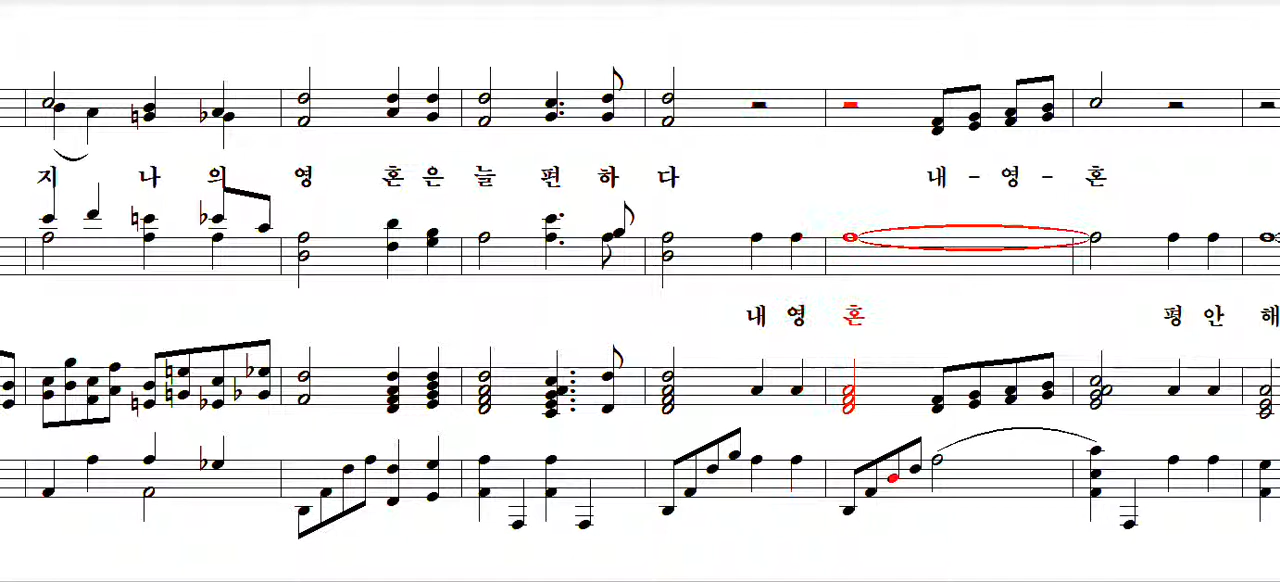 지 나 의 영 혼 은 늘 편 하 다 내 - 영 - 혼
내 영 혼 평 안 해